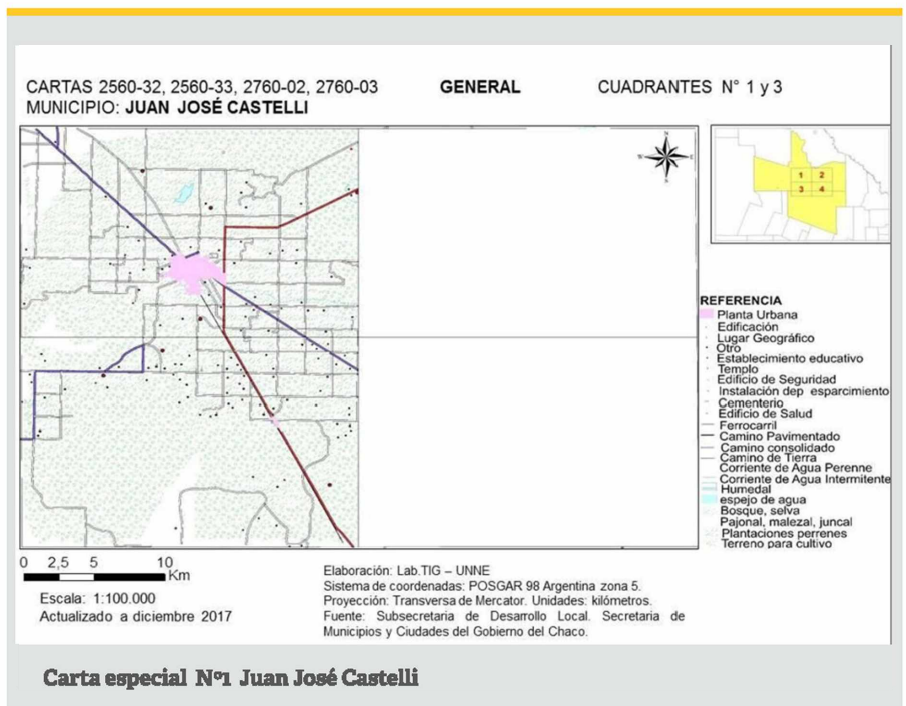 CARTAS 2560-32, 2560-33, 2760-02, 2760-03 GENERAL CUADRANTES N° 1 y 3
MUNICIPIO: JUAN JOSÉ CASTELLI
N
W E
S
1 2
3 4
REFERENCIA
Planta Urbana
Edificación
Lugar Geográfico
Otro
Establecimiento educativo
Templo
Edificio de Seguridad
Instalación dep esparcimiento
Cementerio
Edificio de Salud
Ferrocarril
Camino Pavimentado
Camino consolidado
Camino de Tierra
Corriente de Agua Perenne
Corriente de Agua Intermitente
Humedal
espejo de agua
Bosque, selva
Pajonal, malezal, juncal
Plantaciones perrenes
Terreno para cultivo
0 2,5 5 10
Km
Escala: 1:100.000
Actualizado a diciembre 2017
Elaboración: Lab.TIG – UNNE
Sistema de coordenadas: POSGAR 98 Argentina zona 5.
Proyección: Transversa de Mercator. Unidades: kilómetros.
Fuente: Subsecretaria de Desarrollo Local. Secretaria de
Municipios y Ciudades del Gobierno del Chaco.
Carta especial Nº1 Juan José Castelli